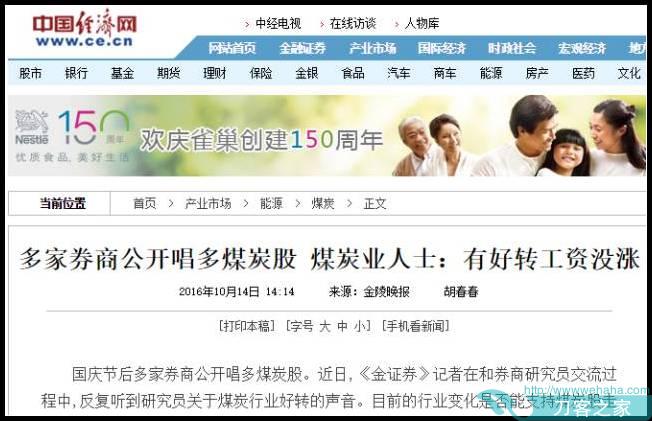 中国经济网
www.ce.cn
> 中经电视 > 在线访谈 > 人物库
网站首页 金融证券 产业市场 国际经济 时政社会 宏观经济
股市 银行 基金 期货 理财 保险 金银 食品 汽车 商车 能源 房产 医药 文化
Nestlé 150 周年
优质食品,美好生活
欢庆雀巢创建150周年
当前位置 首页 > 产业市场 > 能源 > 煤炭 > 正文
多家券商公开唱多煤炭股 煤炭业人士:有好转工资没涨
2016年10月14日 14:14 来源:金陵晚报 胡春春
[打印本稿] [字号 大 中 小] [手机看新闻]
国庆节后多家券商公开唱多煤炭股。近日,《金证券》记者在和券商研究员交流过
程中,反复听到研究员关于煤炭行业好转的声音。目前的行业变化是否能支持煤炭股走
http://www.wehaha.com
刀客之家